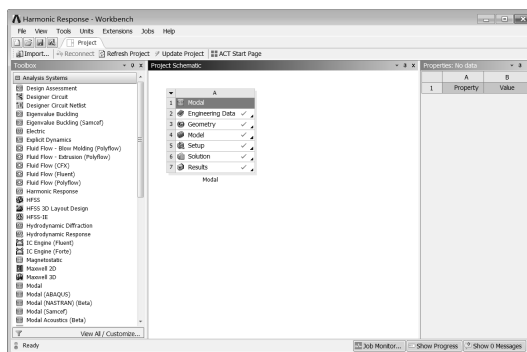 Harmonic Response - Workbench
File View Tools Units Extensions Jobs Help
Project
Import... Reconnect Refresh Project Update Project ACT Start Page
Toolbox
Project Schematic
Properties: No data
Analysis Systems
Design Assessment
Designer Circuit
Designer Circuit Netlist
Eigenvalue Buckling
Eigenvalue Buckling (Samcef)
Electric
Explicit Dynamics
Fluid Flow - Blow Molding (Polyflow)
Fluid Flow - Extrusion (Polyflow)
Fluid Flow (CFX)
Fluid Flow (Fluent)
Fluid Flow (Polyflow)
Harmonic Response
HFSS
HFSS 3D Layout Design
HFSS-IE
Hydrodynamic Diffraction
Hydrodynamic Response
IC Engine (Fluent)
IC Engine (Forte)
Magnetostatic
Maxwell 2D
Maxwell 3D
Modal
Modal (ABAQUS)
Modal (NASTRAN) (Beta)
Modal (Samcef)
Modal Acoustics (Beta)
View All / Customize...
A
1 Modal
2 Engineering Data
3 Geometry
4 Model
5 Setup
6 Solution
7 Results
Modal
A B
1 Property Value
Ready
Job Monitor... Show Progress Show 0 Messages